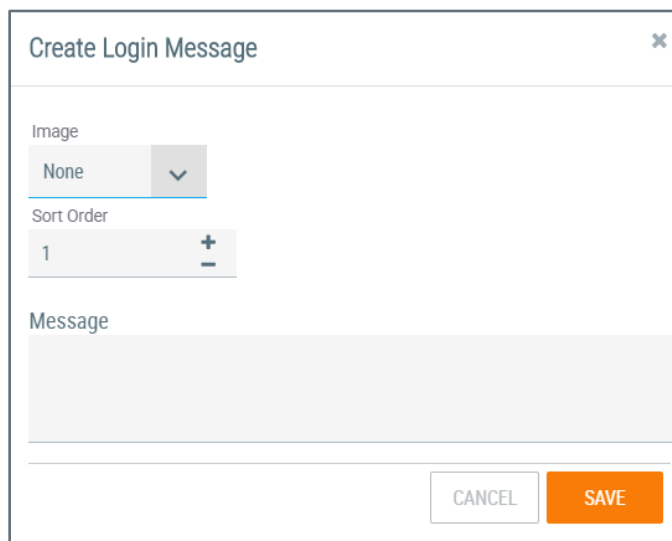 Create Login Message
Image
None
Sort Order
1
Message
CANCEL SAVE